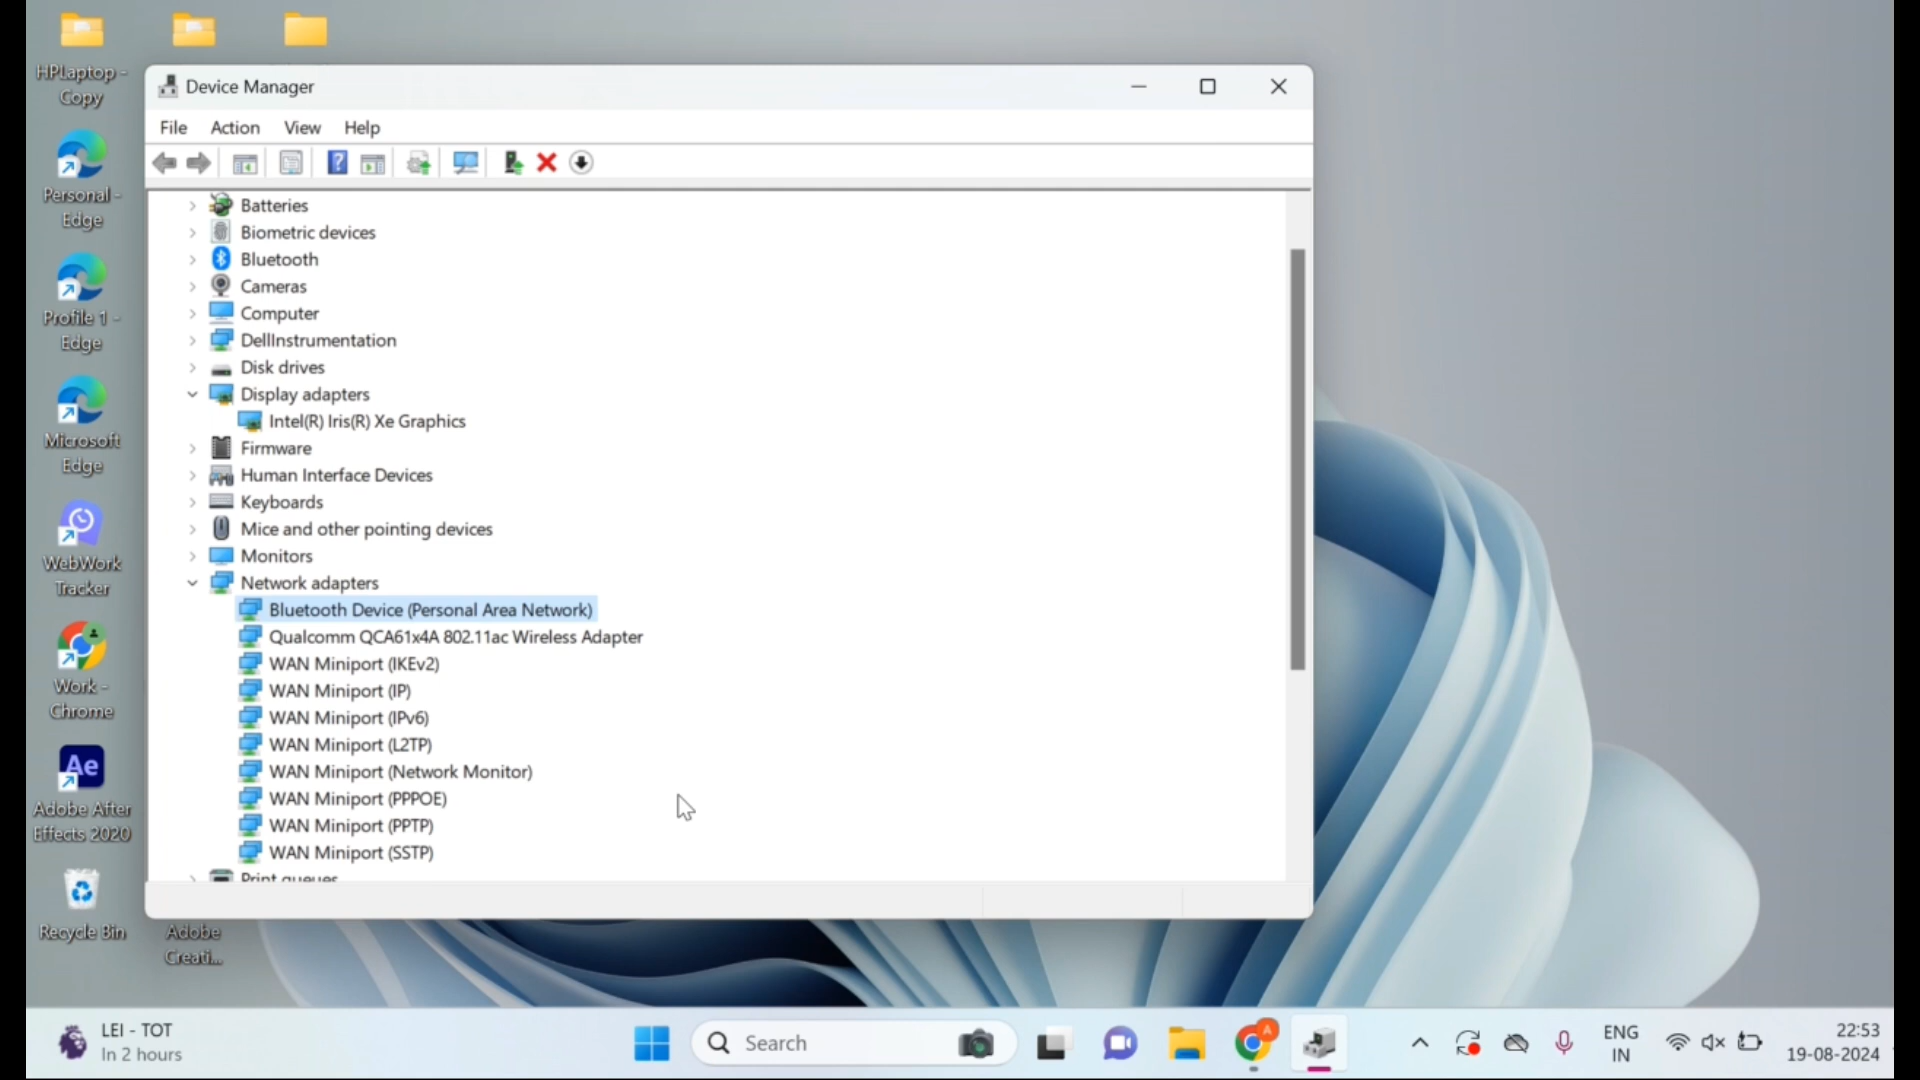 HPLaptop -
Copy
Personal -
Edge
Profile 1 -
Edge
Microsoft
Edge
WebWork
Tracker
Work -
Chrome
Ae
Adobe After
Effects 2020
Recycle Bin
Adobe
Creati...
Device Manager
File Action View Help
Batteries
Biometric devices
Bluetooth
Cameras
Computer
DellInstrumentation
Disk drives
Display adapters
Intel(R) Iris(R) Xe Graphics
Firmware
Human Interface Devices
Keyboards
Mice and other pointing devices
Monitors
Network adapters
Bluetooth Device (Personal Area Network)
Qualcomm QCA61x4A 802.11ac Wireless Adapter
WAN Miniport (IKEv2)
WAN Miniport (IP)
WAN Miniport (IPv6)
WAN Miniport (L2TP)
WAN Miniport (Network Monitor)
WAN Miniport (PPPOE)
WAN Miniport (PPTP)
WAN Miniport (SSTP)
Print queues
LEI - TOT
In 2 hours
Search
A
ENG
IN
22:53
19-08-2024